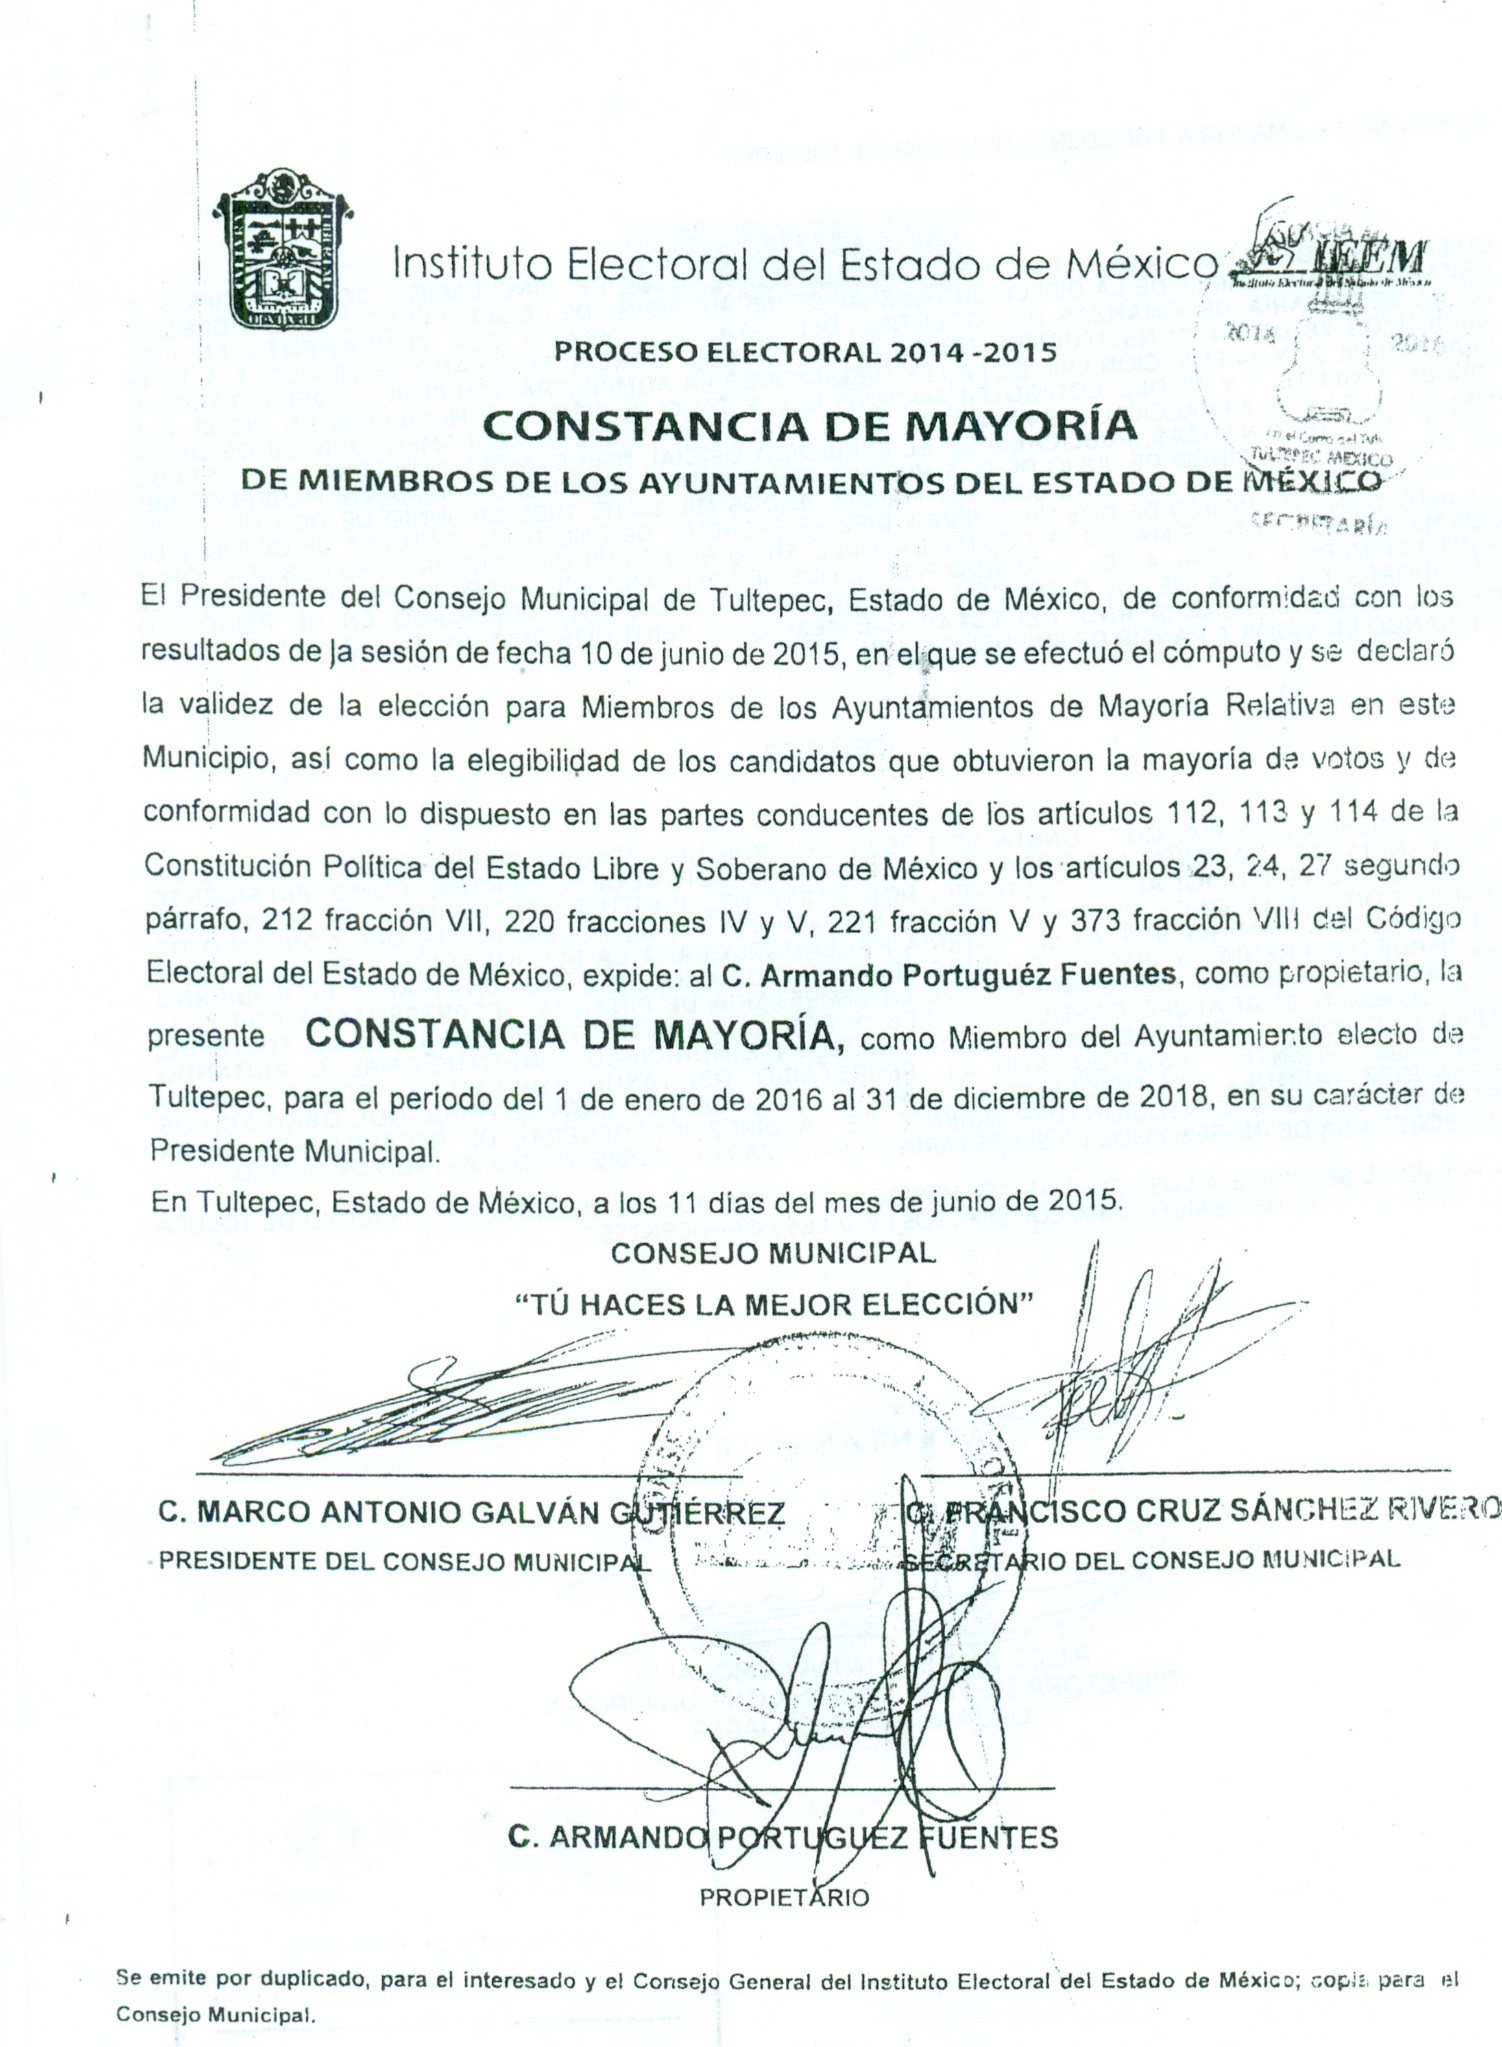 Instituto Electoral del Estado de México
IEEM
Instituto Electoral del Estado de México
PROCESO ELECTORAL 2014 -2015
2016
CONSTANCIA DE MAYORÍA
TULTEPEC MEXICO
DE MIEMBROS DE LOS AYUNTAMIENTOS DEL ESTADO DE MÉXICO
SECRETARÍA
El Presidente del Consejo Municipal de Tultepec, Estado de México, de conformidad con los
resultados de la sesión de fecha 10 de junio de 2015, en el que se efectuó el cómputo y se declaró
la validez de la elección para Miembros de los Ayuntamientos de Mayoría Relativa en este
Municipio, así como la elegibilidad de los candidatos que obtuvieron la mayoría de votos y de
conformidad con lo dispuesto en las partes conducentes de los artículos 112, 113 y 114 de la
Constitución Política del Estado Libre y Soberano de México y los artículos 23, 24, 27 segundo
párrafo, 212 fracción VII, 220 fracciones IV y V, 221 fracción V y 373 fracción VIII del Código
Electoral del Estado de México, expide: al C. Armando Portuguéz Fuentes, como propietario, la
presente CONSTANCIA DE MAYORÍA, como Miembro del Ayuntamiento electo de
Tultepec, para el período del 1 de enero de 2016 al 31 de diciembre de 2018, en su carácter de
Presidente Municipal.
En Tultepec, Estado de México, a los 11 días del mes de junio de 2015.
CONSEJO MUNICIPAL
“TÚ HACES LA MEJOR ELECCIÓN”
C. MARCO ANTONIO GALVÁN GUTIÉRREZ C. FRANCISCO CRUZ SÁNCHEZ RIVERO
PRESIDENTE DEL CONSEJO MUNICIPAL SECRETARIO DEL CONSEJO MUNICIPAL
C. ARMANDO PORTUGUEZ FUENTES
PROPIETARIO
Se emite por duplicado, para el interesado y el Consejo General del Instituto Electoral del Estado de México; copia para el
Consejo Municipal.